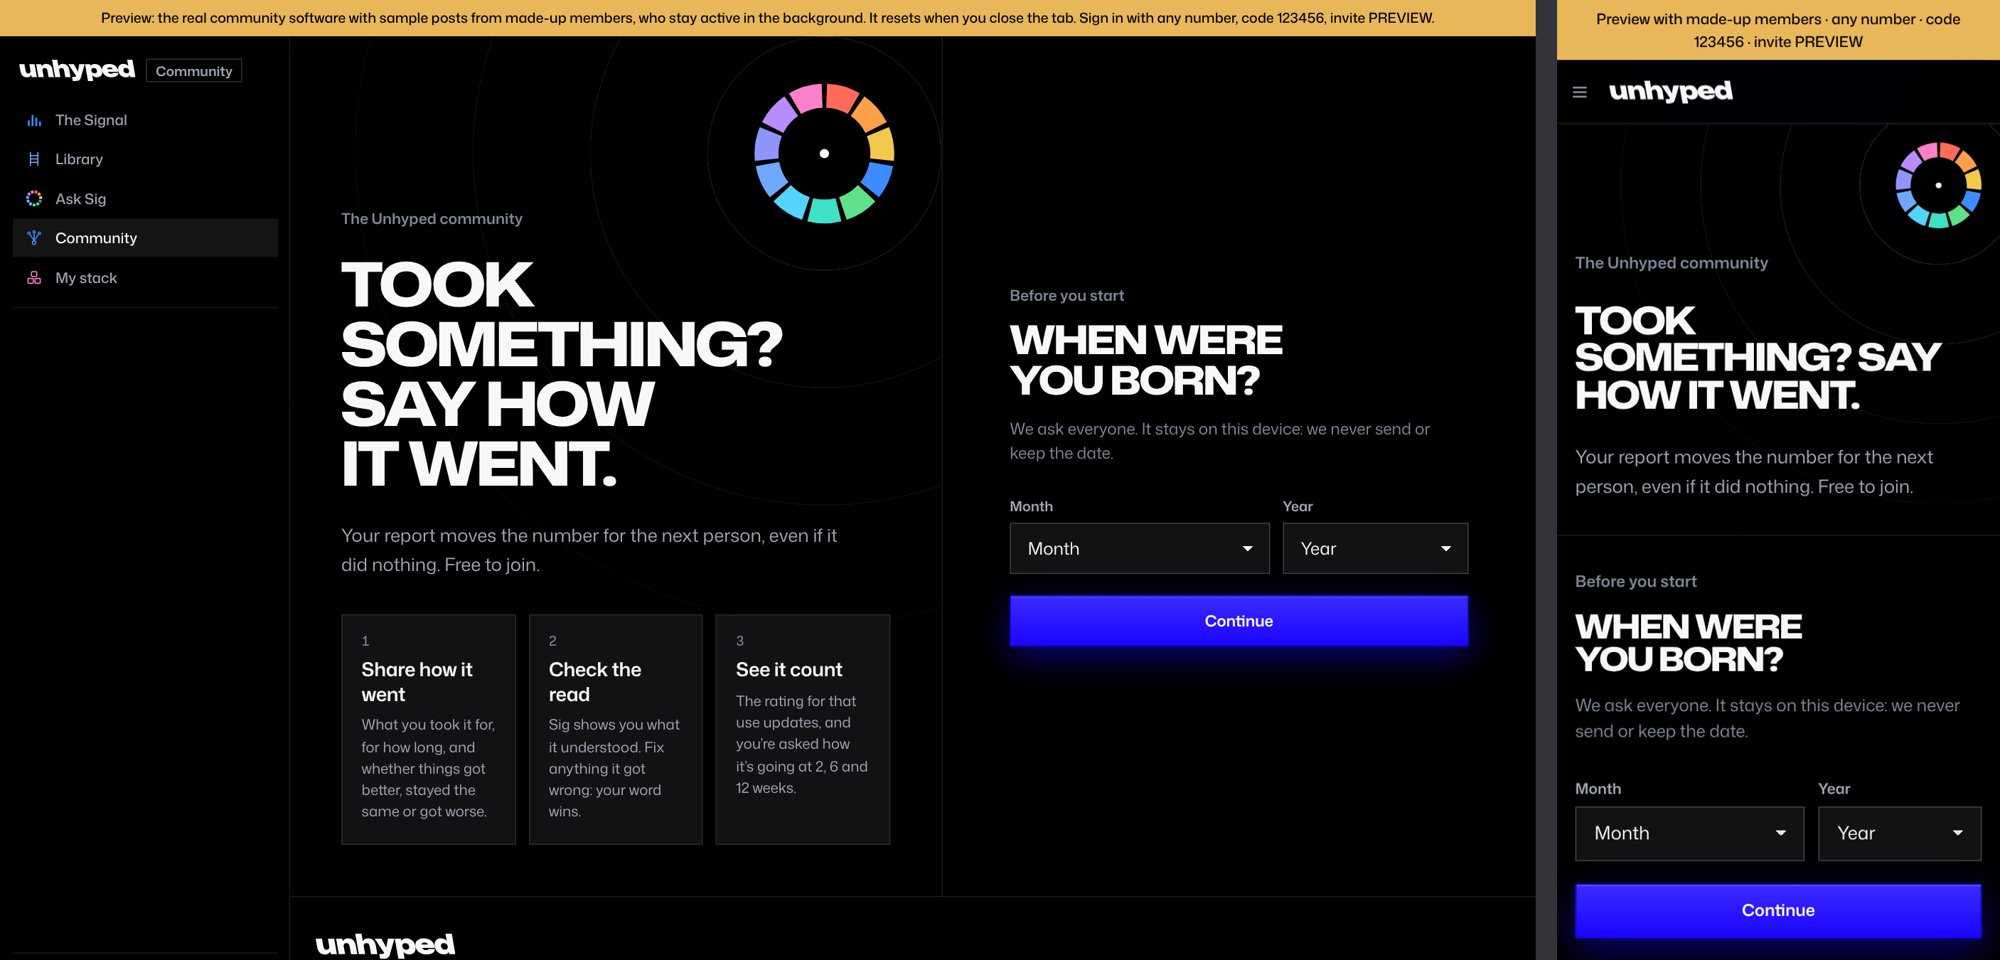 Preview: the real community software with sample posts from made-up members, who stay active in the background. It resets when you close the tab. Sign in with any number, code 123456, invite PREVIEW.
unhyped
Community
The Signal
Library
Ask Sig
Community
My stack
The Unhyped community
TOOK
SOMETHING?
SAY HOW
IT WENT.
Your report moves the number for the next person, even if it
did nothing. Free to join.
1
Share how it
went
What you took it for,
for how long, and
whether things got
better, stayed the
same or got worse.
2
Check the
read
Sig shows you what
it understood. Fix
anything it got
wrong: your word
wins.
3
See it count
The rating for that
use updates, and
you're asked how
it's going at 2, 6 and
12 weeks.
Before you start
WHEN WERE
YOU BORN?
We ask everyone. It stays on this device: we never send or
keep the date.
Month
Year
Month
Year
Continue
unhyped
Preview with made-up members · any number · code
123456 · invite PREVIEW
unhyped
The Unhyped community
TOOK
SOMETHING? SAY
HOW IT WENT.
Your report moves the number for the next
person, even if it did nothing. Free to join.
Before you start
WHEN WERE
YOU BORN?
We ask everyone. It stays on this device: we never
send or keep the date.
Month
Year
Month
Year
Continue